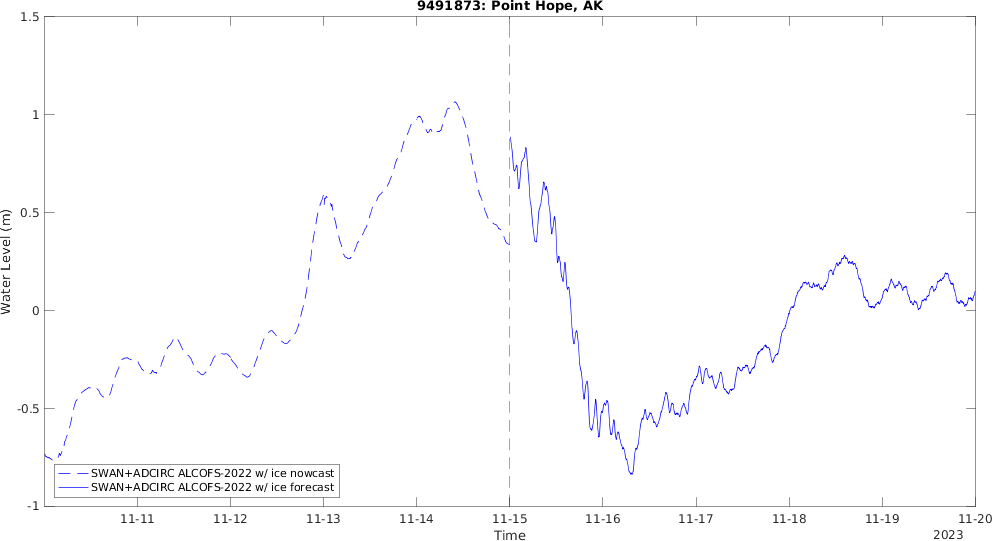 9491873: Point Hope, AK
1.5
1
0.5
0
-0.5
-1
Water Level (m)
SWAN+ADCIRC ALCOFS-2022 w/ ice nowcast
SWAN+ADCIRC ALCOFS-2022 w/ ice forecast
11-11 11-12 11-13 11-14 11-15 11-16 11-17 11-18 11-19 11-20
Time
2023